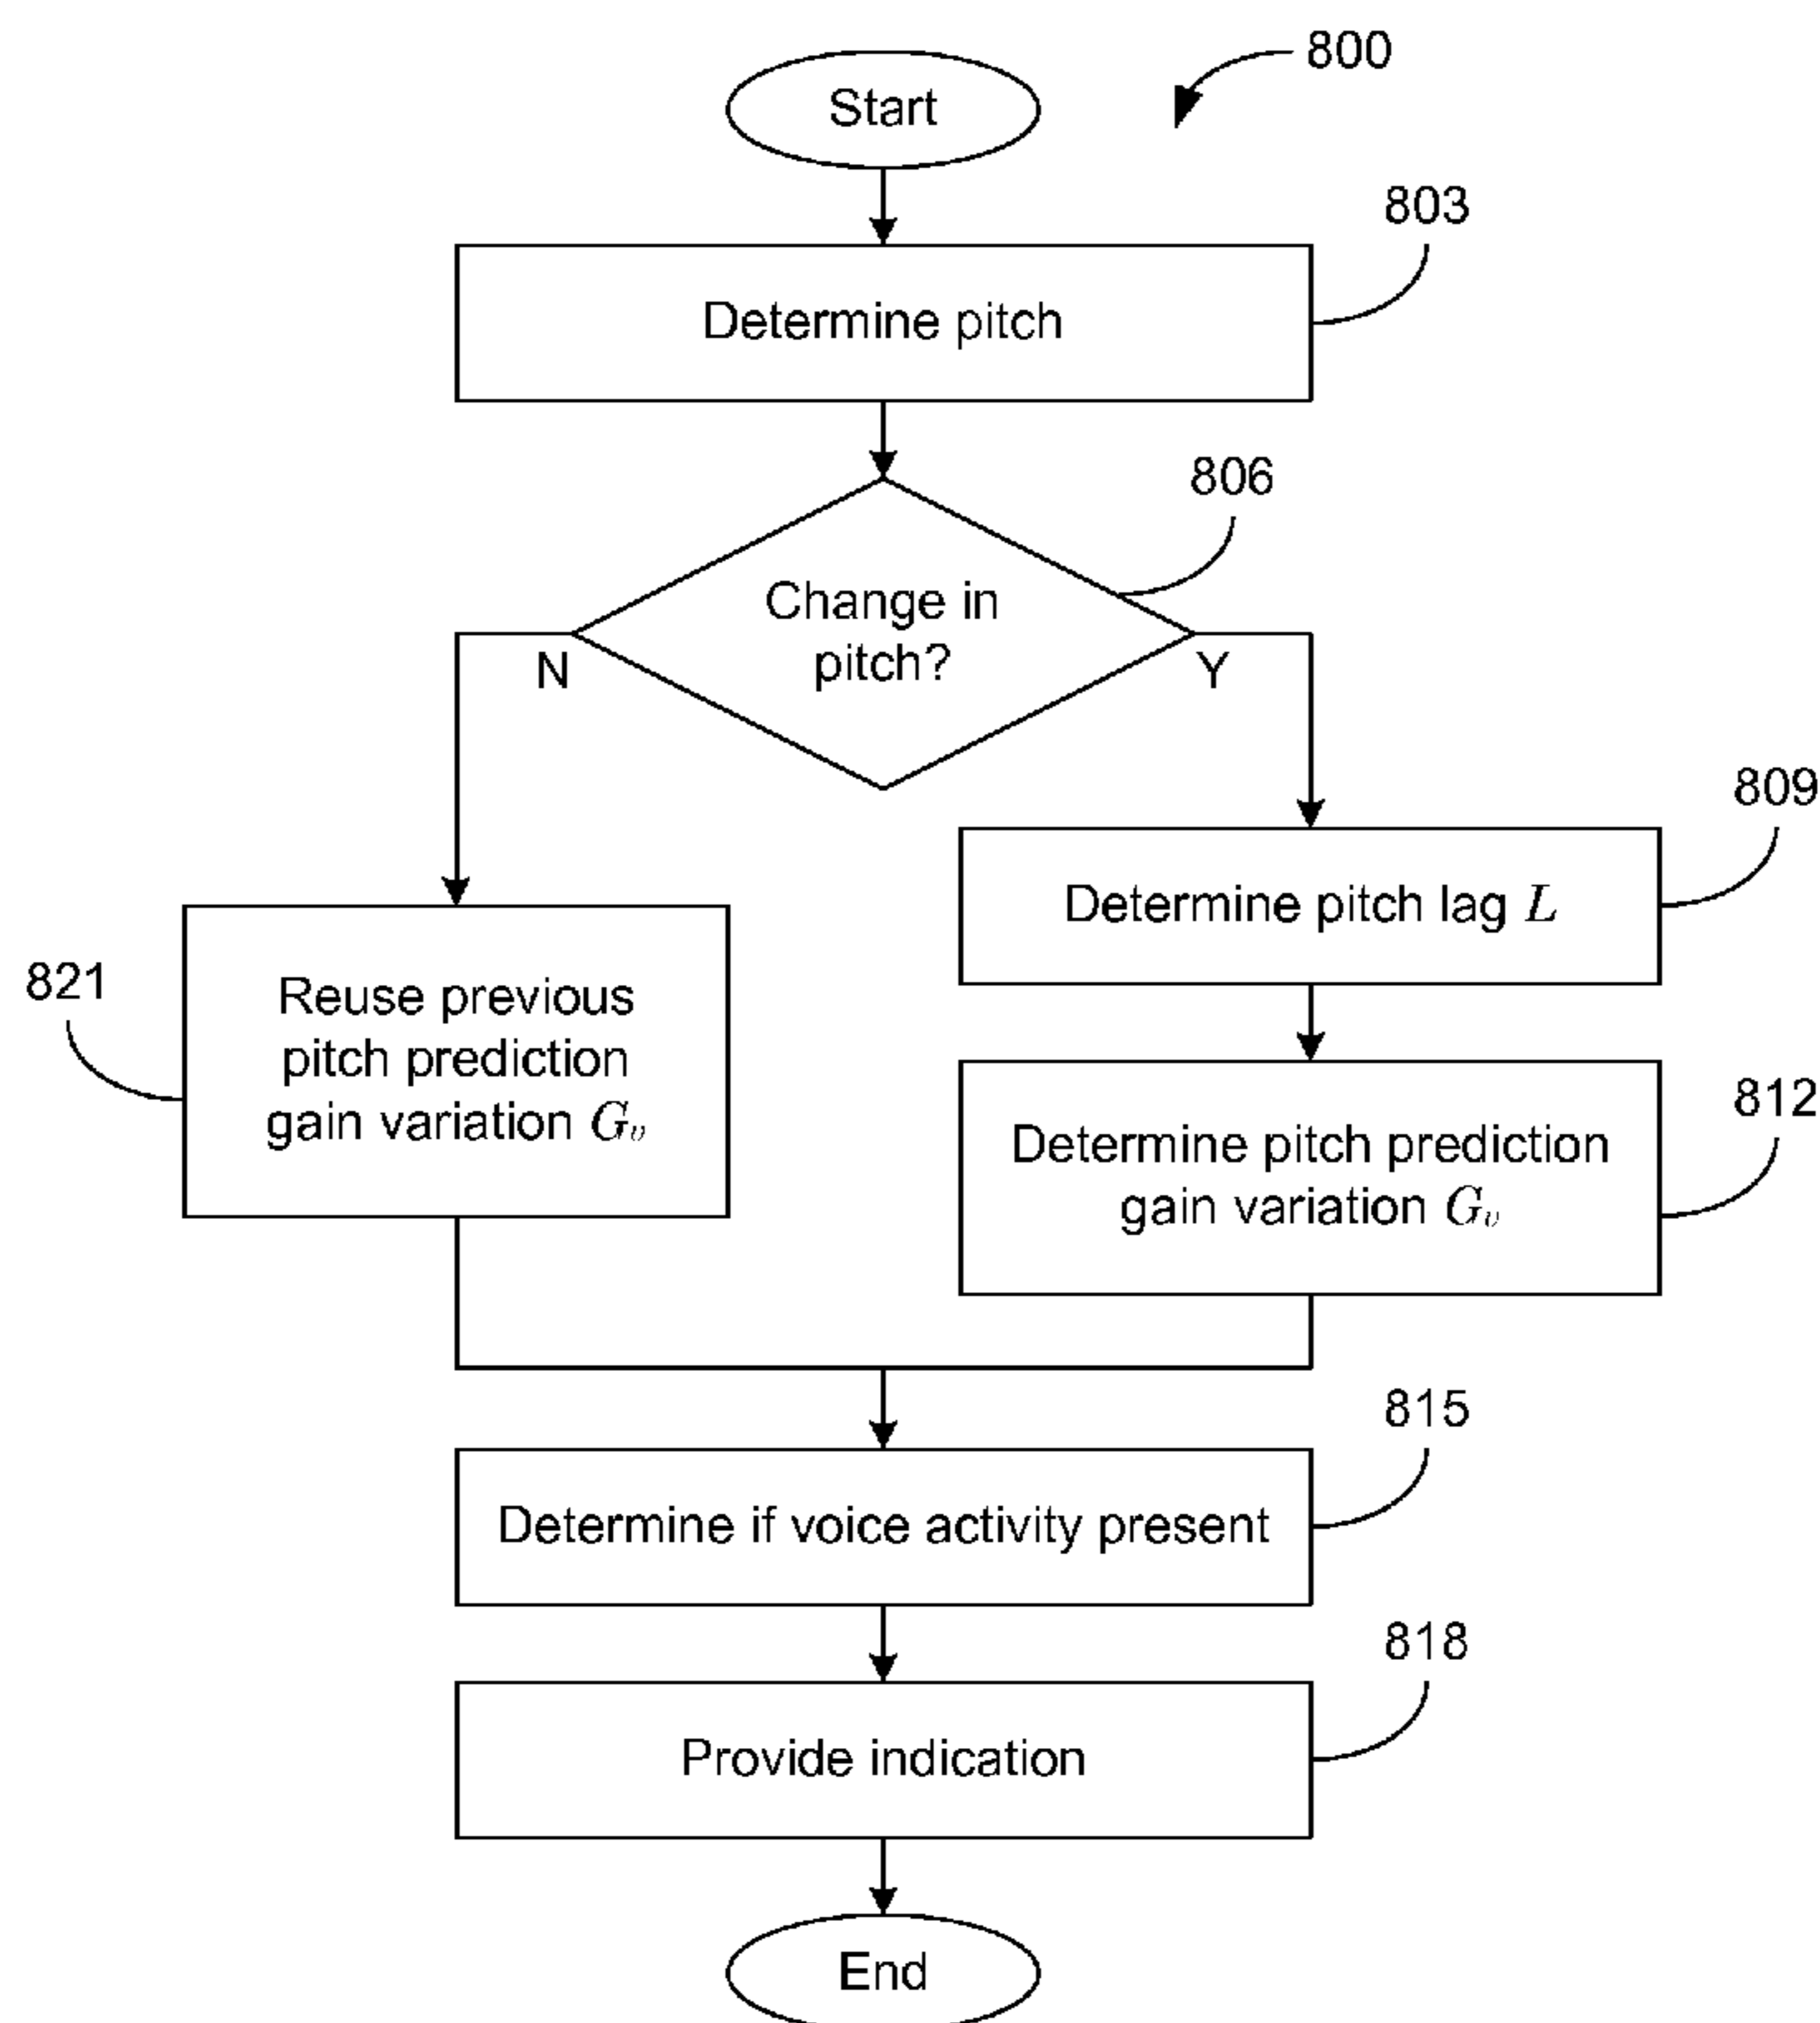 800
Start
803
Determine pitch
806
Change in
pitch?
N
Y
809
Determine pitch lag L
821
Reuse previous
pitch prediction
gain variation Gv
812
Determine pitch prediction
gain variation Gv
815
Determine if voice activity present
818
Provide indication
End